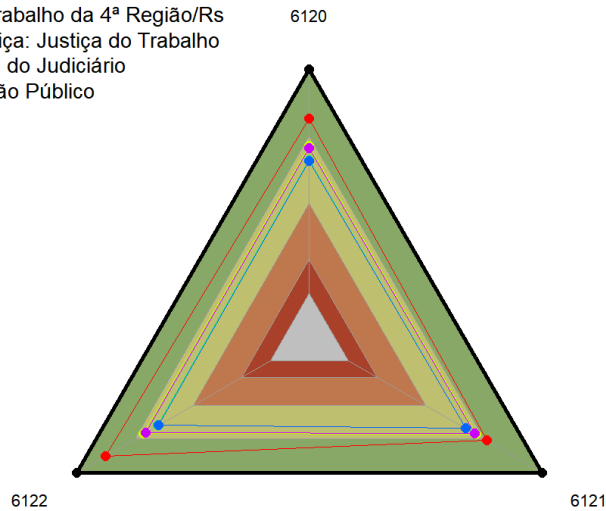 rabalho da 4ª Região/Rs
iça: Justiça do Trabalho
do Judiciário
ão Público
6120
6122
6121